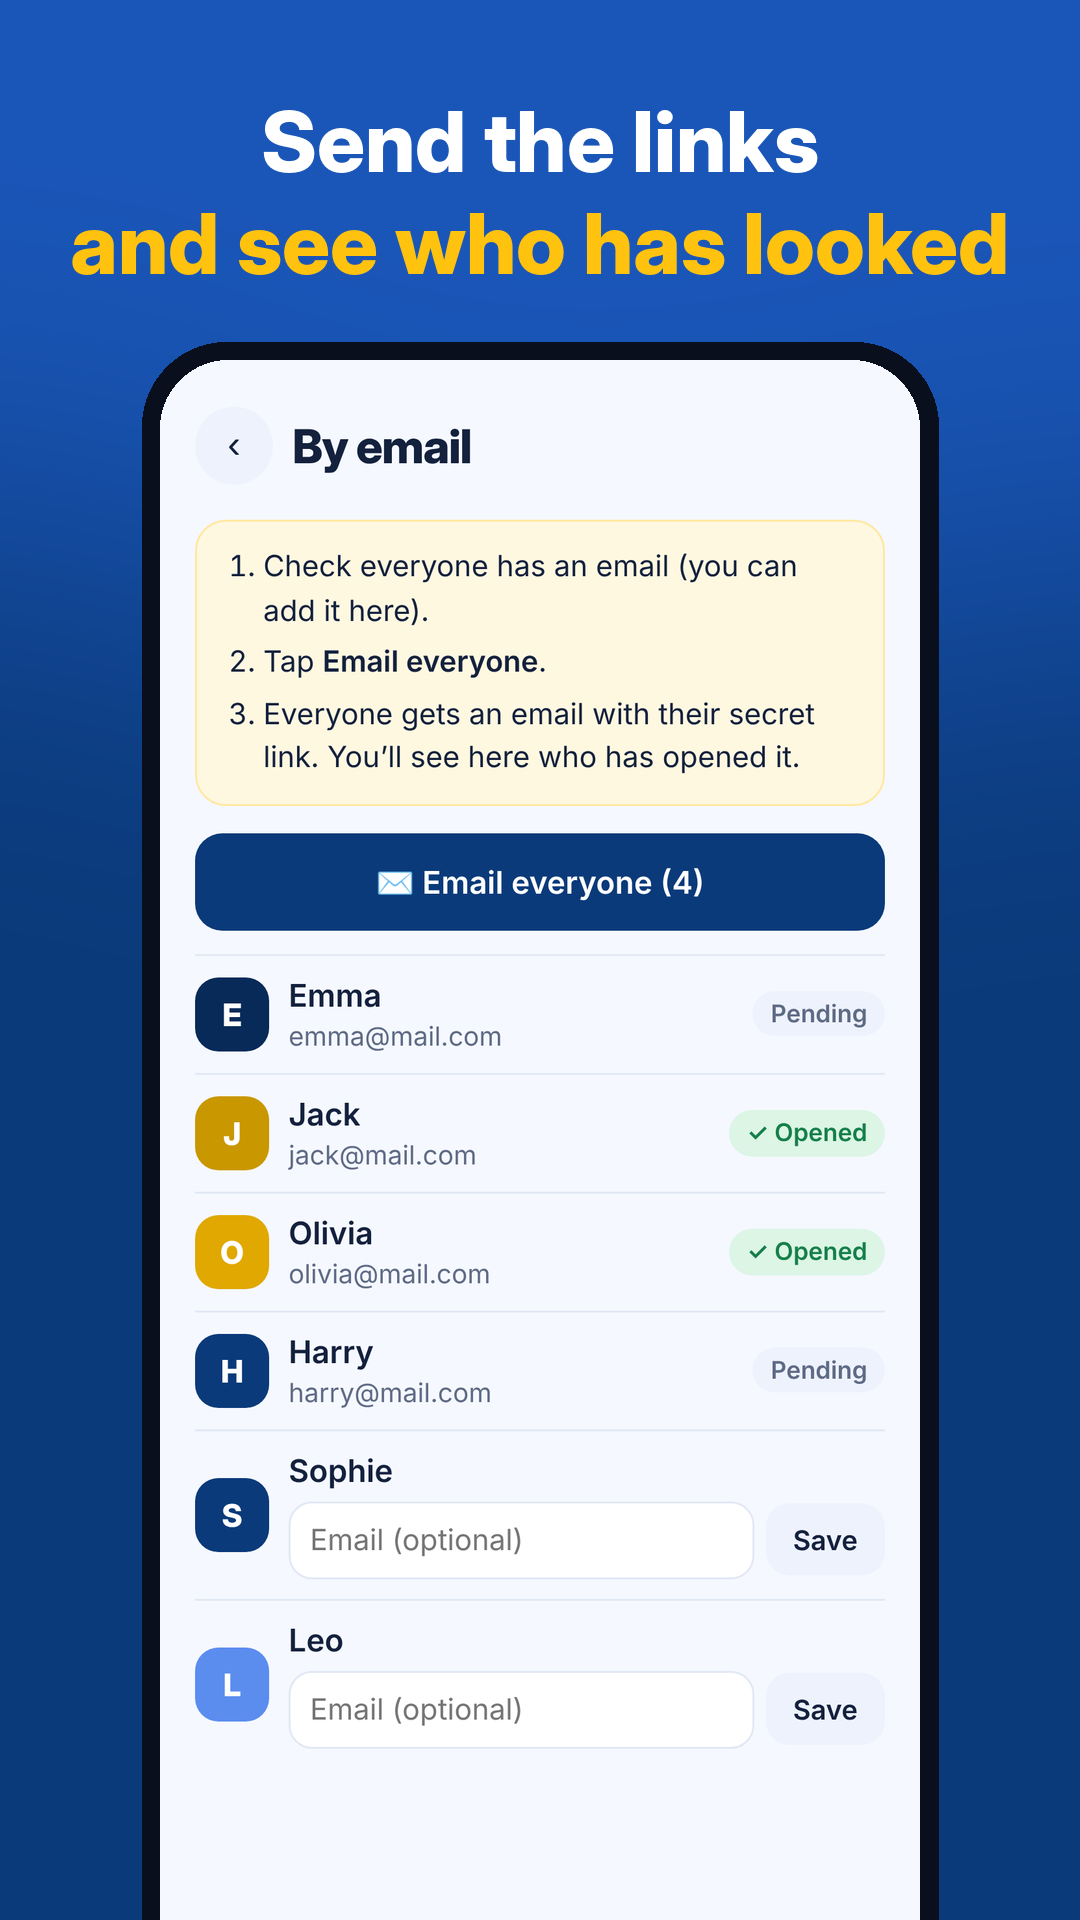 Send the links
and see who has looked
‹ By email
1. Check everyone has an email (you can
add it here).
2. Tap Email everyone.
3. Everyone gets an email with their secret
link. You’ll see here who has opened it.
✉️ Email everyone (4)
E
Emma
emma@mail.com
Pending
J
Jack
jack@mail.com
✓ Opened
O
Olivia
olivia@mail.com
✓ Opened
H
Harry
harry@mail.com
Pending
S
Sophie
Email (optional)
Save
L
Leo
Email (optional)
Save